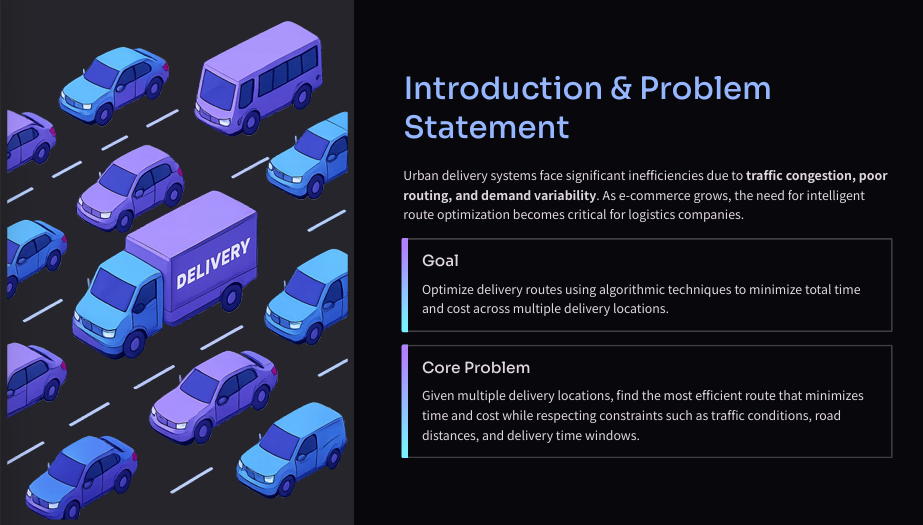 DELIVERY
Introduction & Problem
Statement
Urban delivery systems face significant inefficiencies due to traffic congestion, poor
routing, and demand variability. As e-commerce grows, the need for intelligent
route optimization becomes critical for logistics companies.
Goal
Optimize delivery routes using algorithmic techniques to minimize total time
and cost across multiple delivery locations.
Core Problem
Given multiple delivery locations, find the most efficient route that minimizes
time and cost while respecting constraints such as traffic conditions, road
distances, and delivery time windows.